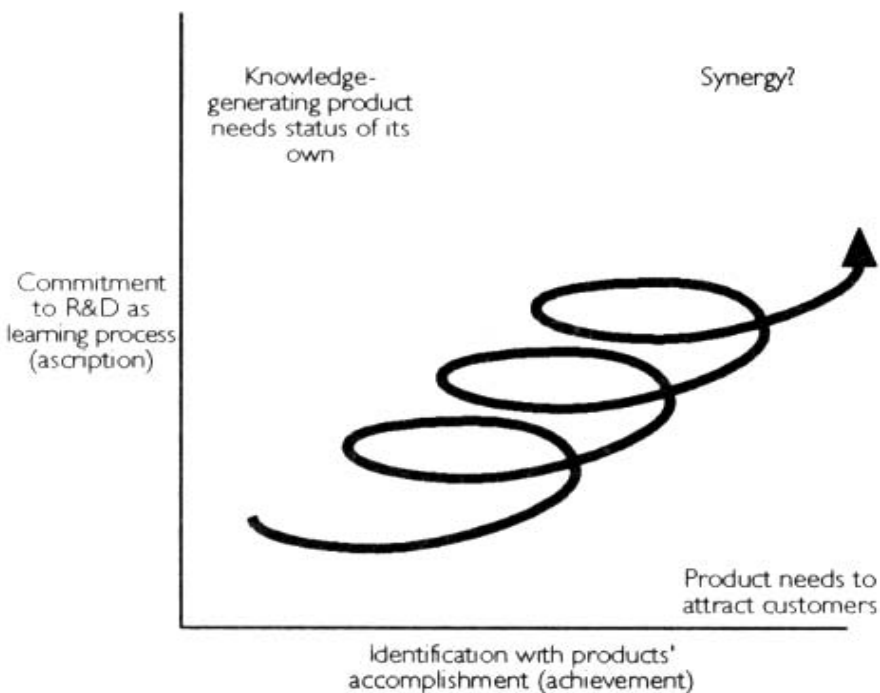 Knowledge-
generating product
needs status of its
own
Synergy?
Commitment
to R&D as
learning process
(ascription)
Product needs to
attract customers
Identification with products'
accomplishment (achievement)